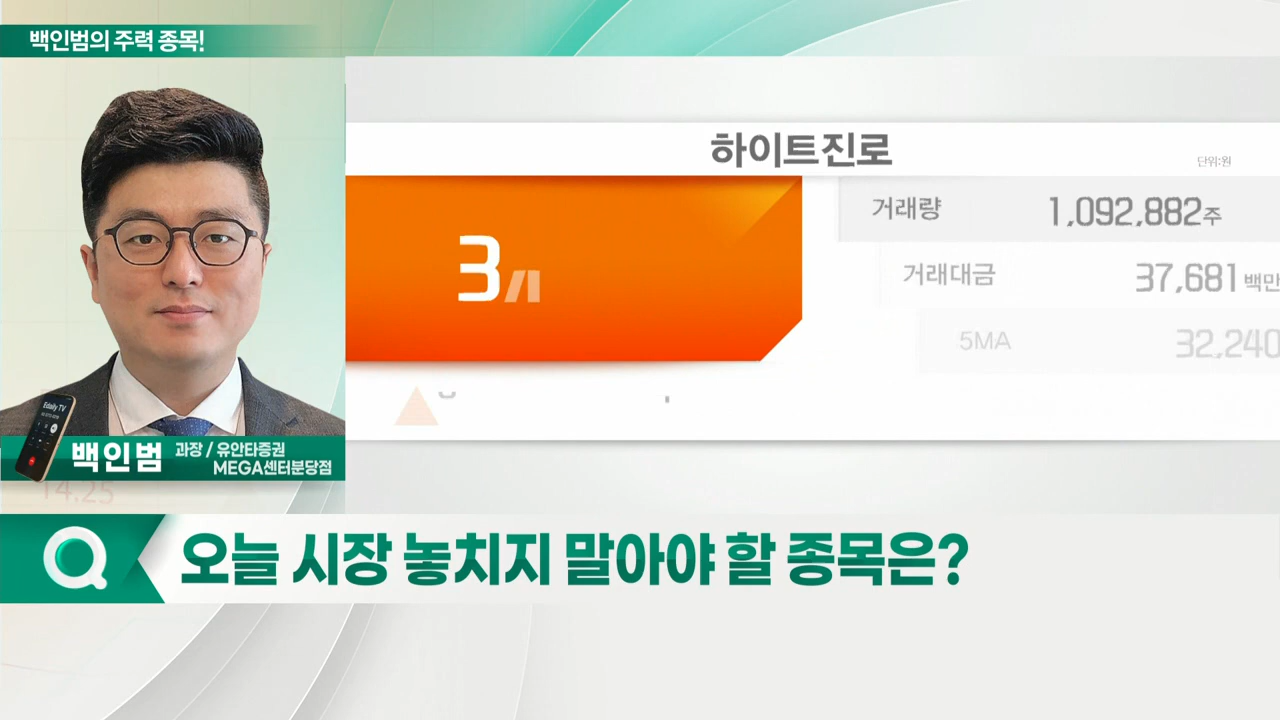 백인범의 주력 종목!
하이트진로
단위:원
3
거래량 1,092,882주
거래대금 37,681백만
5MA 32,240
Edaily TV
백인범 과장 / 유안타증권
MEGA센터분당점
14.25
오늘 시장 놓치지 말아야 할 종목은?